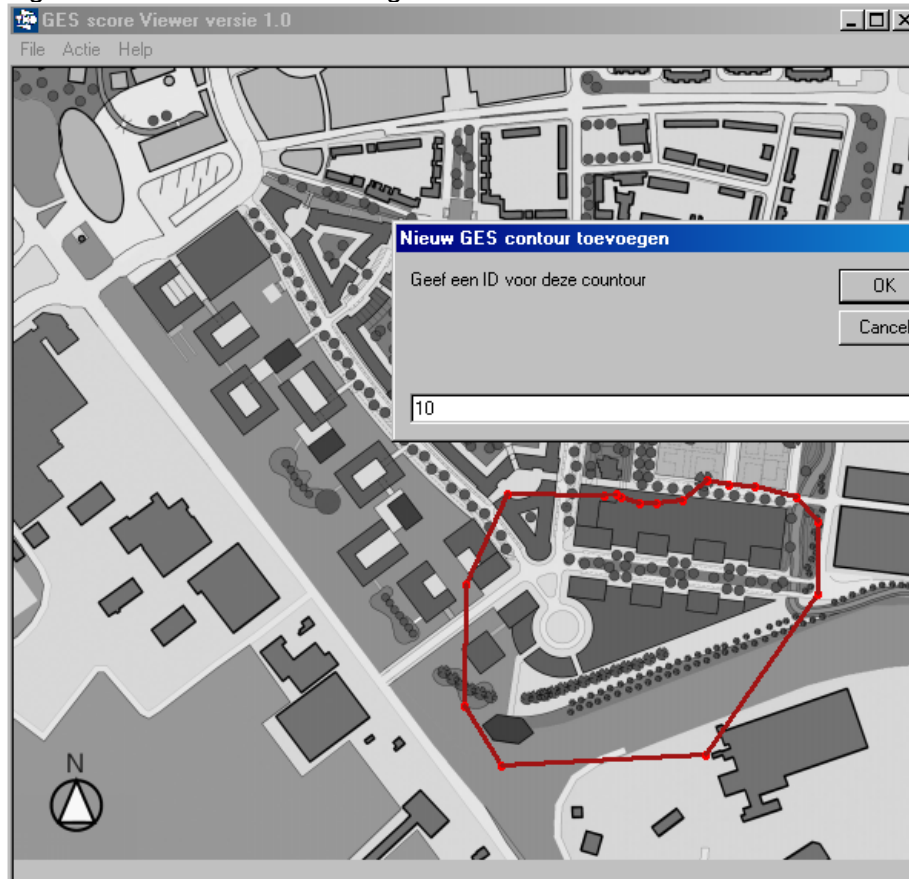 GES score Viewer versie 1.0
File Actie Help
Nieuw GES contour toevoegen
Geef een ID voor deze countour
OK
Cancel
10
N